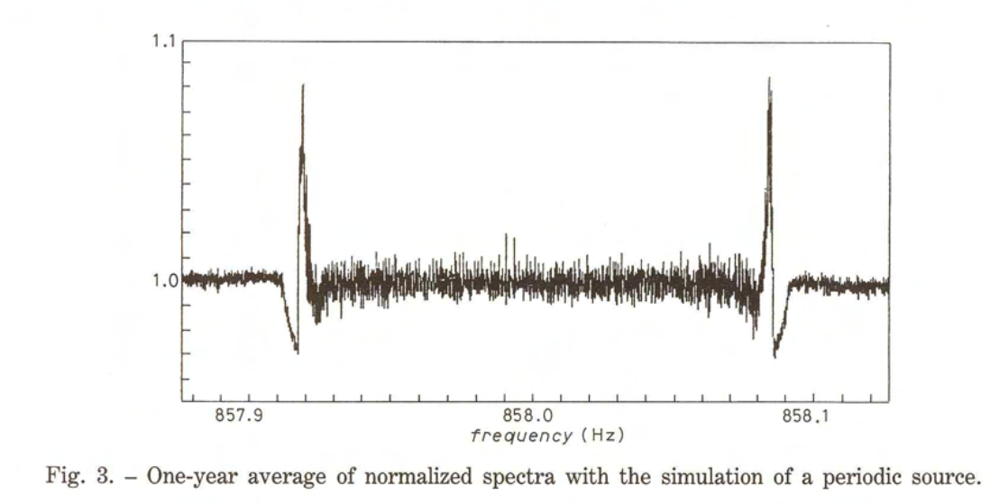 1.1
1.0
857.9 858.0 858.1
frequency (Hz)
Fig. 3. – One-year average of normalized spectra with the simulation of a periodic source.